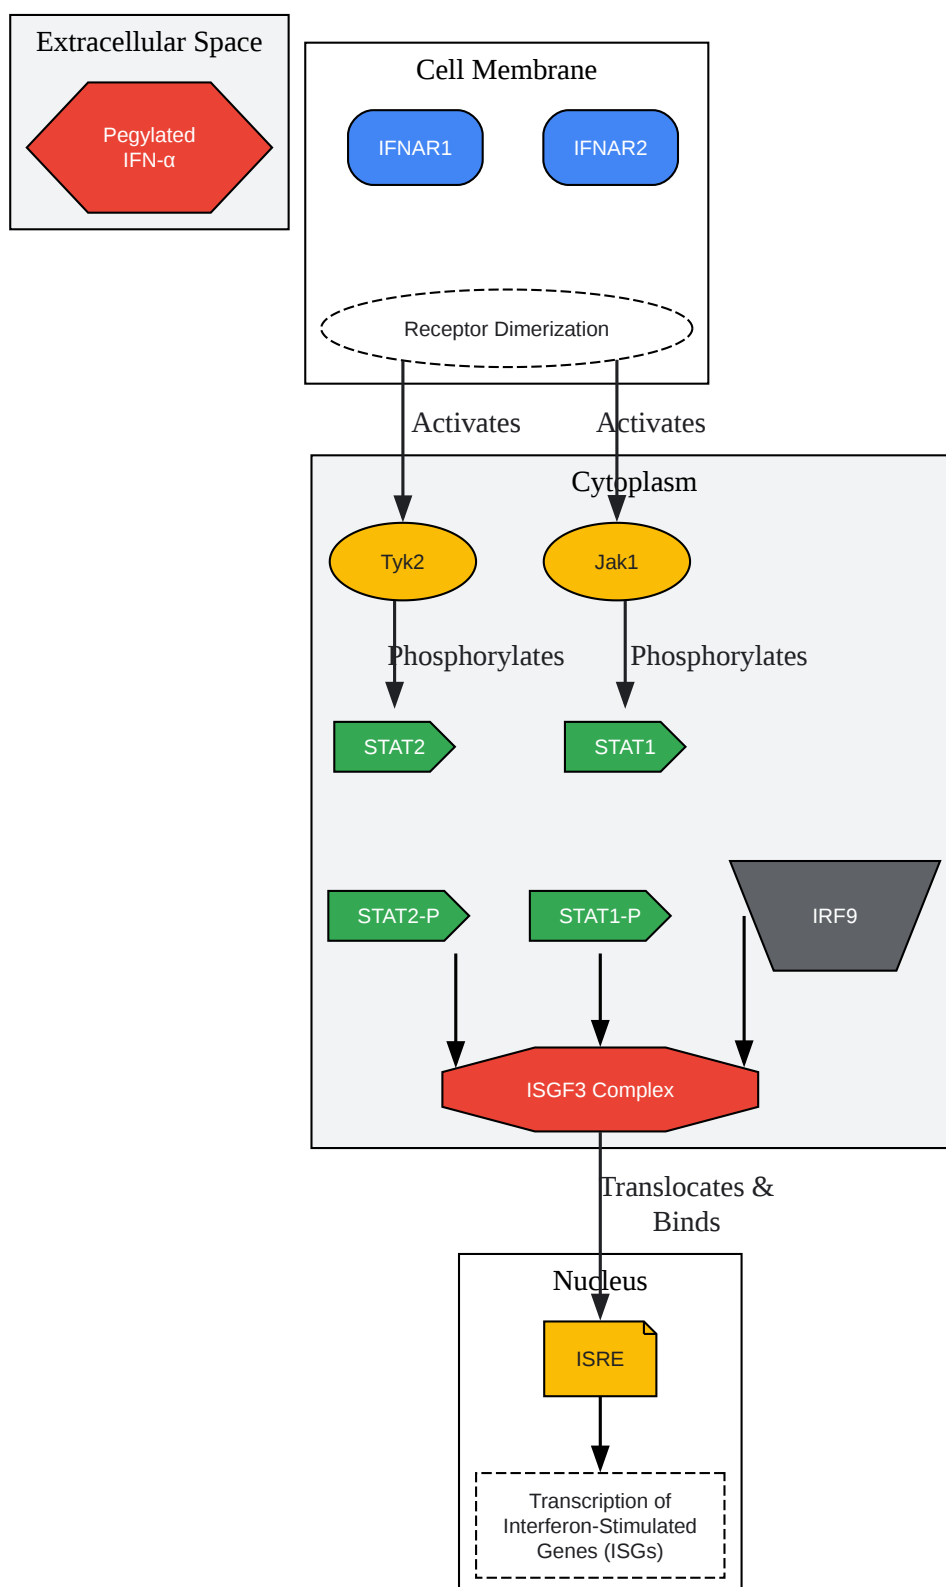 Extracellular Space
Pegylated
IFN-α
Cell Membrane
IFNAR1
IFNAR2
Receptor Dimerization
Activates
Activates
Cytoplasm
Tyk2
Jak1
Phosphorylates
Phosphorylates
STAT2
STAT1
STAT2-P
STAT1-P
IRF9
ISGF3 Complex
Translocates &
Binds
Nucleus
ISRE
Transcription of
Interferon-Stimulated
Genes (ISGs)